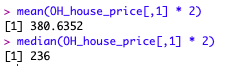 > mean(OH_house_price[,1] * 2)
[1] 380.6352
> median(OH_house_price[,1] * 2)
[1] 236